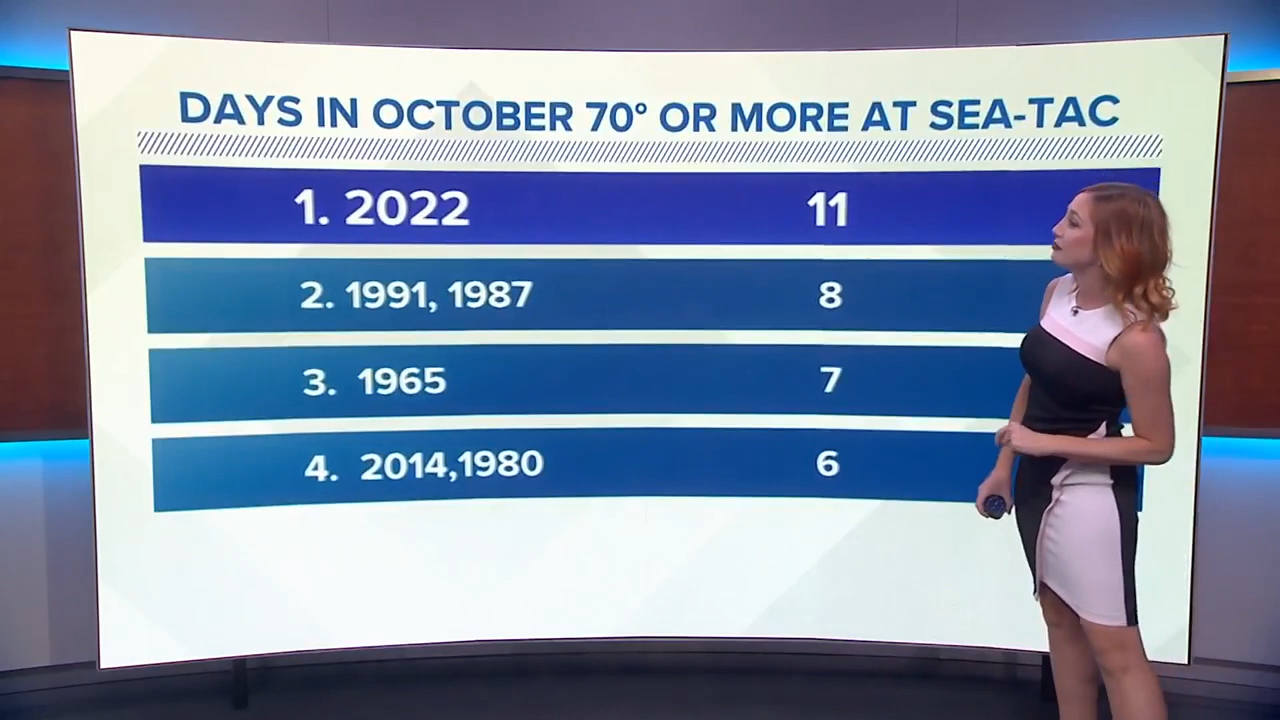 DAYS IN OCTOBER 70° OR MORE AT SEA-TAC
1. 2022 11
2. 1991, 1987 8
3. 1965 7
4. 2014,1980 6